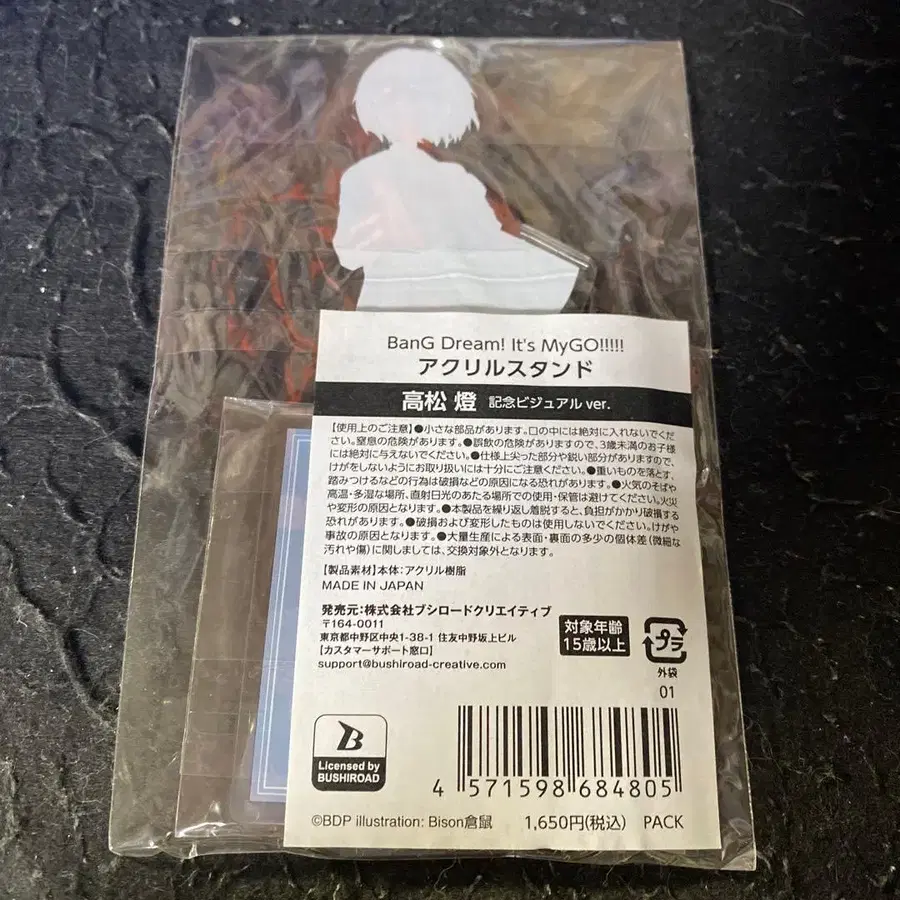 BanG Dream! It's MyGO!!!!!
アクリルスタンド
高松 燈 記念ビジュアル ver.
【使用上のご注意】●小さな部品があります。口の中には絶対に入れないでくだ
さい。窒息の危険があります。●誤飲の危険がありますので、3歳未満のお子様
には絶対に与えないでください。●仕様上尖った部分や鋭い部分がありますので、
けがをしないようにお取り扱いには十分にご注意ください。●重いものを落とす、
踏みつけるなどの行為は破損などの原因になる恐れがあります。●火気のそばや
高温・多湿な場所、直射日光のあたる場所での使用・保管は避けてください。火災
や変形の原因となります。●本製品を繰り返し着脱すると、負担がかかり破損する
恐れがあります。●破損および変形したものは使用しないでください。けがや
事故の原因となります。●大量生産による表面・裏面の多少の個体差(微細な
汚れや傷)に関しましては、交換対象外となります。
【製品素材】本体:アクリル樹脂
MADE IN JAPAN
発売元:株式会社ブシロードクリエイティブ
〒164-0011
東京都中野区中央1-38-1 住友中野坂上ビル
【カスタマーサポート窓口】
support@bushiroad-creative.com
対象年齢
15歳以上
プラ
外袋
01
B
Licensed by
BUSHIROAD
4 571598 684805
©BDP illustration: Bison倉鼠 1,650円(税込) PACK